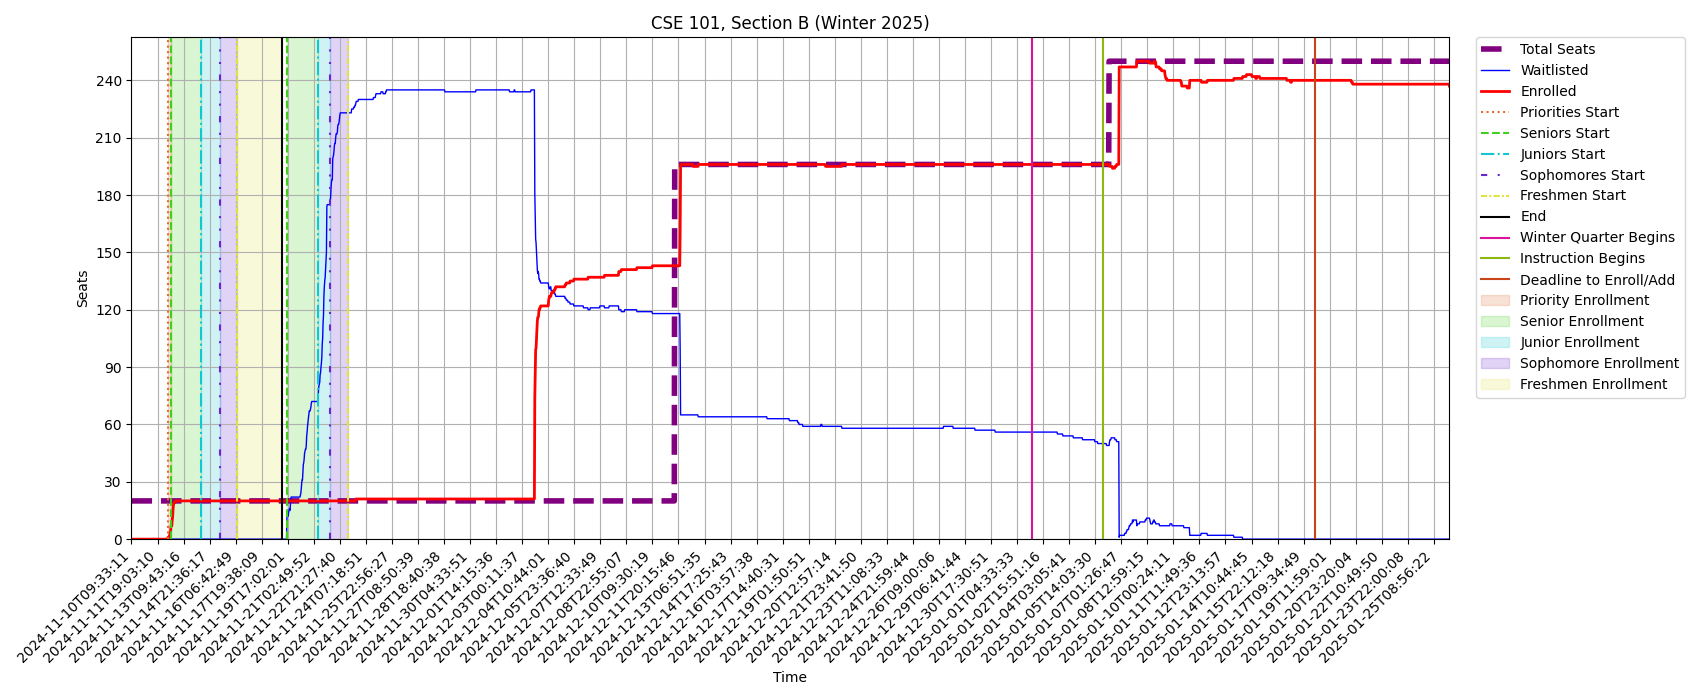 CSE 101, Section B (Winter 2025)
Seats
240
210
180
150
120
90
60
30
0
2024-11-10T09:33:11
2024-11-11T19:03:10
2024-11-13T09:43:16
2024-11-14T21:36:17
2024-11-16T06:42:49
2024-11-17T19:38:09
2024-11-19T17:02:01
2024-11-21T02:49:52
2024-11-22T21:27:40
2024-11-24T07:18:51
2024-11-25T22:56:27
2024-11-27T08:50:39
2024-11-28T18:40:38
2024-11-30T04:33:51
2024-12-01T14:15:36
2024-12-03T00:11:37
2024-12-04T10:44:01
2024-12-05T23:36:40
2024-12-07T12:33:49
2024-12-08T22:55:07
2024-12-10T09:30:19
2024-12-11T20:15:46
2024-12-13T06:51:35
2024-12-14T17:25:43
2024-12-16T03:57:38
2024-12-17T14:40:31
2024-12-19T01:50:51
2024-12-20T12:57:14
2024-12-21T23:41:50
2024-12-23T11:08:33
2024-12-24T21:59:44
2024-12-26T09:00:06
2024-12-29T06:41:44
2024-12-30T17:30:51
2025-01-01T04:33:33
2025-01-02T15:51:16
2025-01-04T03:05:41
2025-01-05T14:03:30
2025-01-07T01:26:47
2025-01-08T12:59:15
2025-01-10T00:24:11
2025-01-11T11:49:36
2025-01-12T23:13:57
2025-01-14T10:44:45
2025-01-15T22:12:18
2025-01-17T09:34:49
2025-01-19T11:59:01
2025-01-20T23:20:04
2025-01-22T10:49:50
2025-01-23T22:00:08
2025-01-25T08:56:22
Time
Total Seats
Waitlisted
Enrolled
Priorities Start
Seniors Start
Juniors Start
Sophomores Start
Freshmen Start
End
Winter Quarter Begins
Instruction Begins
Deadline to Enroll/Add
Priority Enrollment
Senior Enrollment
Junior Enrollment
Sophomore Enrollment
Freshmen Enrollment